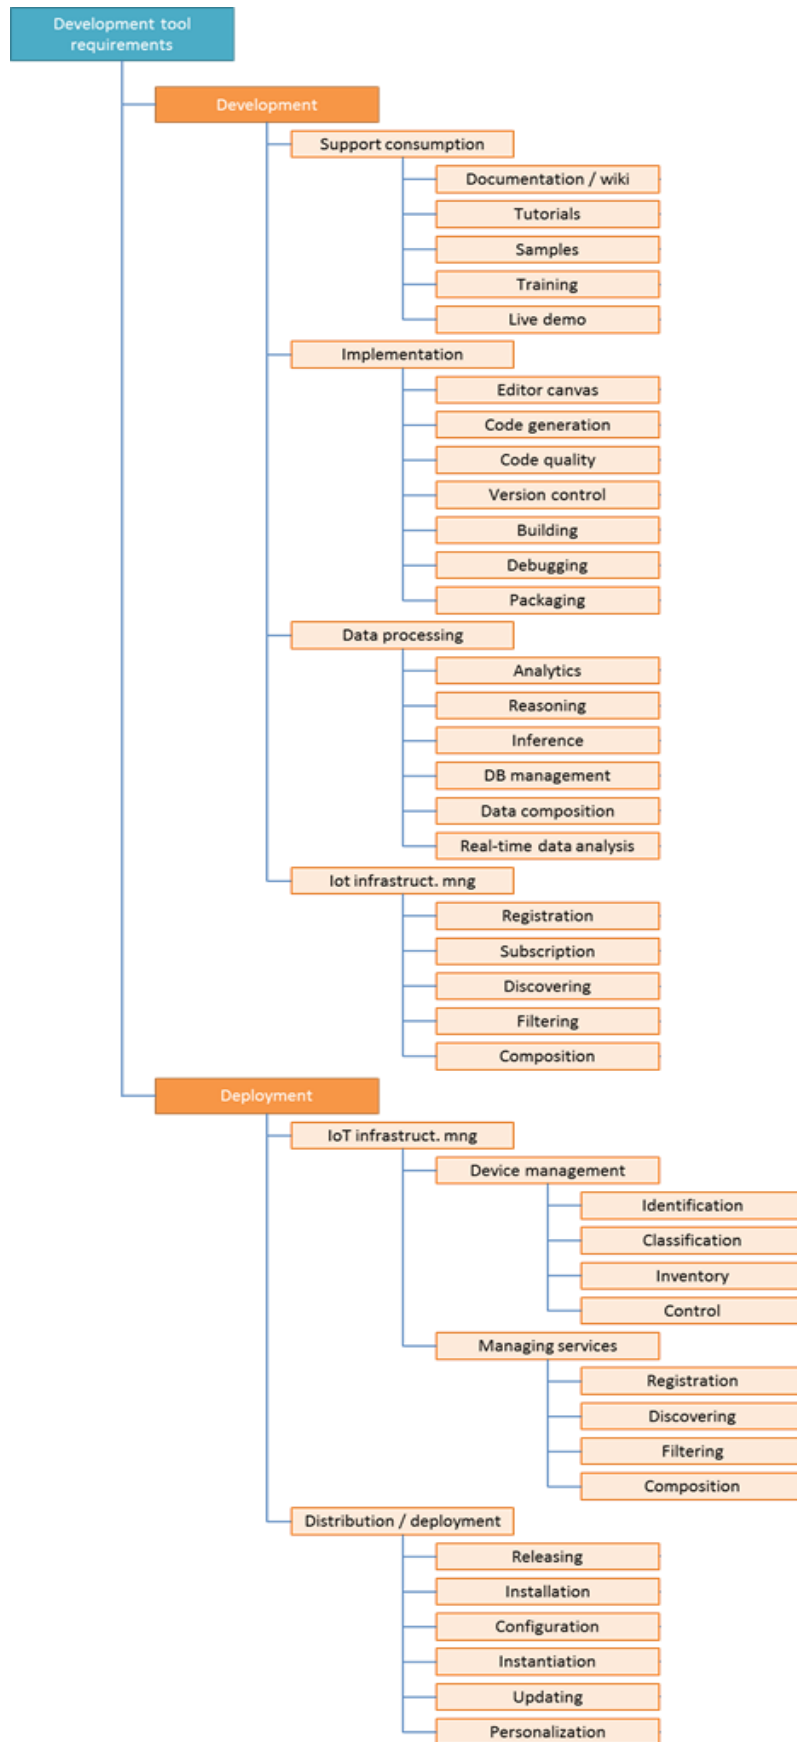 Development tool
requirements
Development
Support consumption
Documentation / wiki
Tutorials
Samples
Training
Live demo
Implementation
Editor canvas
Code generation
Code quality
Version control
Building
Debugging
Packaging
Data processing
Analytics
Reasoning
Inference
DB management
Data composition
Real-time data analysis
Iot infrastruct. mng
Registration
Subscription
Discovering
Filtering
Composition
Deployment
IoT infrastruct. mng
Device management
Identification
Classification
Inventory
Control
Managing services
Registration
Discovering
Filtering
Composition
Distribution / deployment
Releasing
Installation
Configuration
Instantiation
Updating
Personalization